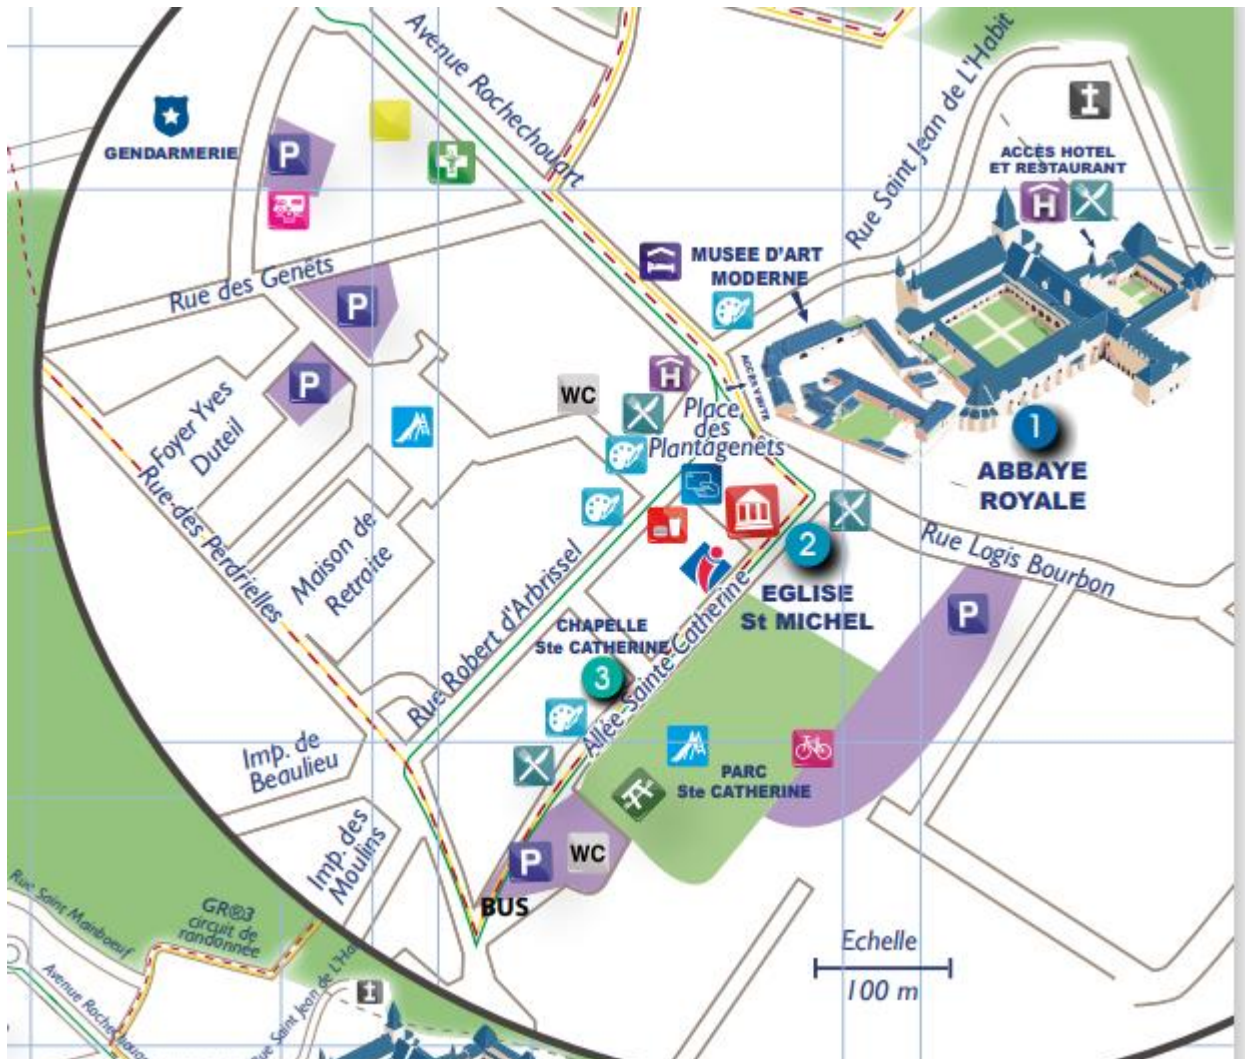 Avenue Rochechouart
Rue Saint Jean de L'Habit
GENDARMERIE
P
ACCÈS HOTEL
ET RESTAURANT
H
MUSEE D'ART
MODERNE
Rue des Genêts
P
P
WC
H
ACCÈS VISITE
Place
des
Plantagenêts
Foyer Yves
Duteil
1
ABBAYE
ROYALE
Rue des Perdrielles
Maison de
Retraite
2
EGLISE
St MICHEL
Rue Logis Bourbon
P
Rue Robert d'Arbrissel
CHAPELLE
Ste CATHERINE
3
Allée Sainte Catherine
Imp. de
Beaulieu
PARC
Ste CATHERINE
Imp. des
Moulins
P
WC
BUS
Rue Saint Mainboeuf
GR®3
circuit de
randonnée
Echelle
100 m
Avenue Roche
Rue Saint Jean de L'Ha